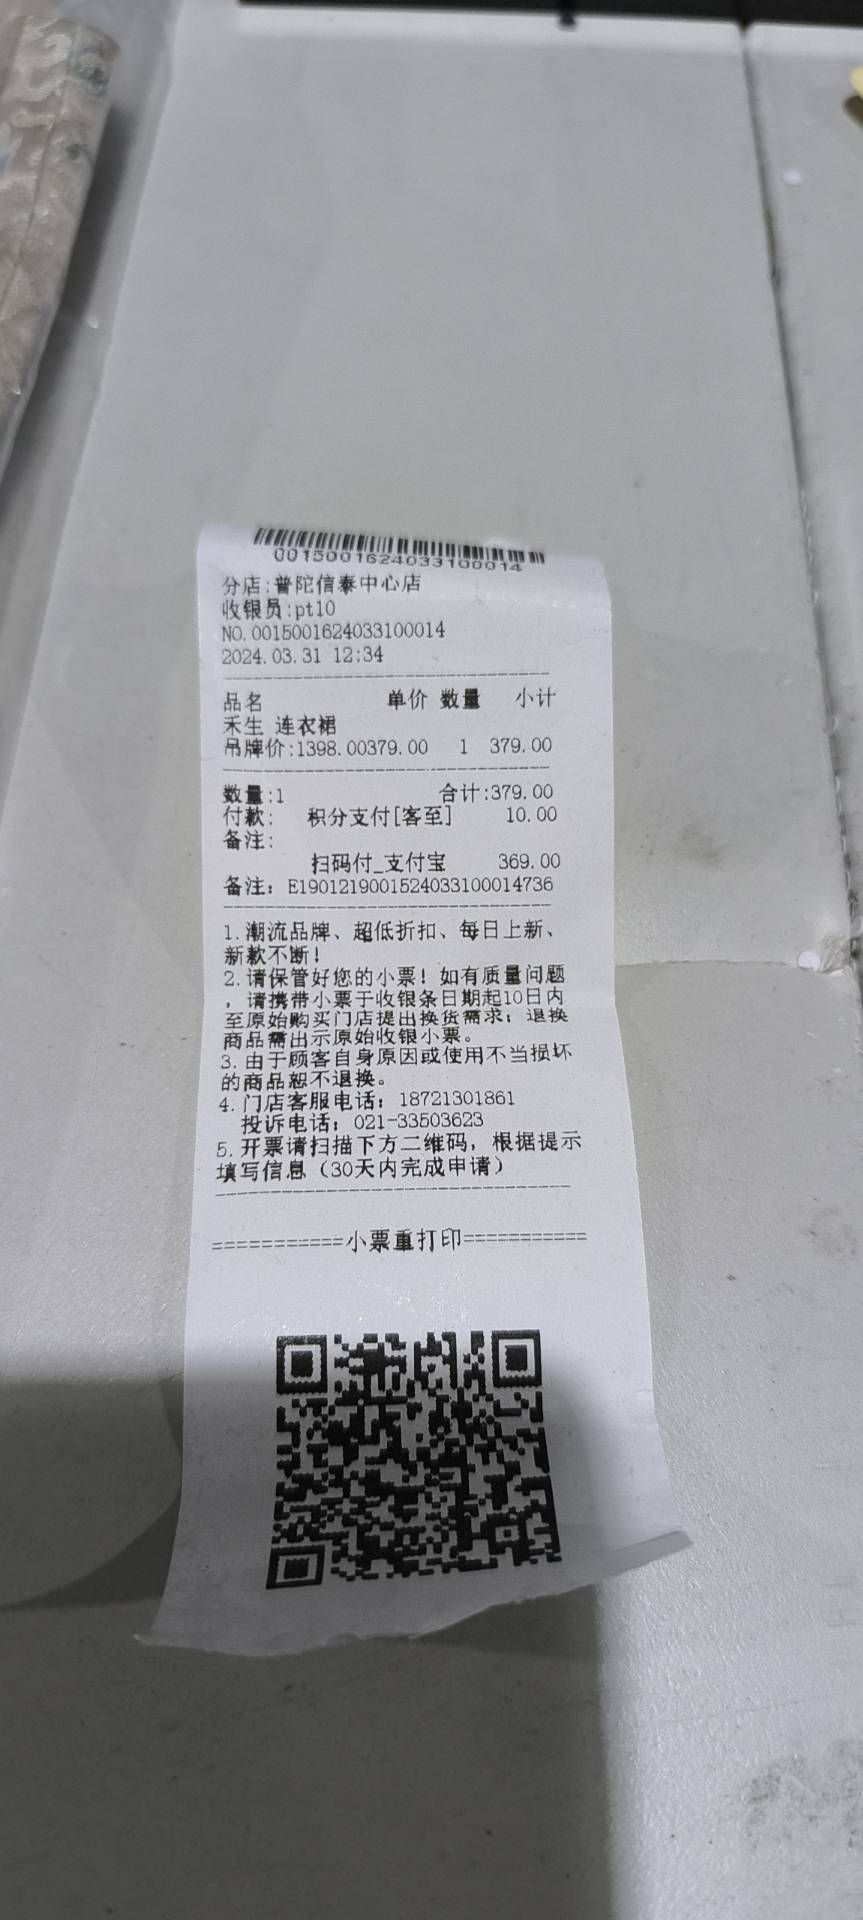 0015001624033100014
分店:普陀信泰中心店
收银员:pt10
NO.0015001624033100014
2024.03.31 12:34
品名 单价 数量 小计
禾生 连衣裙
吊牌价:1398.00379.00 1 379.00
数量:1 合计:379.00
付款: 积分支付[客至] 10.00
备注:
扫码付_支付宝 369.00
备注: E1901219001524033100014736
1.潮流品牌、超低折扣、每日上新、
新款不断!
2.请保管好您的小票!如有质量问题
,请携带小票于收银条日期起10日内
至原始购买门店提出换货需求;退换
商品需出示原始收银小票。
3.由于顾客自身原因或使用不当损坏
的商品恕不退换。
4.门店客服电话: 18721301861
投诉电话: 021-33503623
5.开票请扫描下方二维码,根据提示
填写信息(30天内完成申请)
===========小票重打印===========